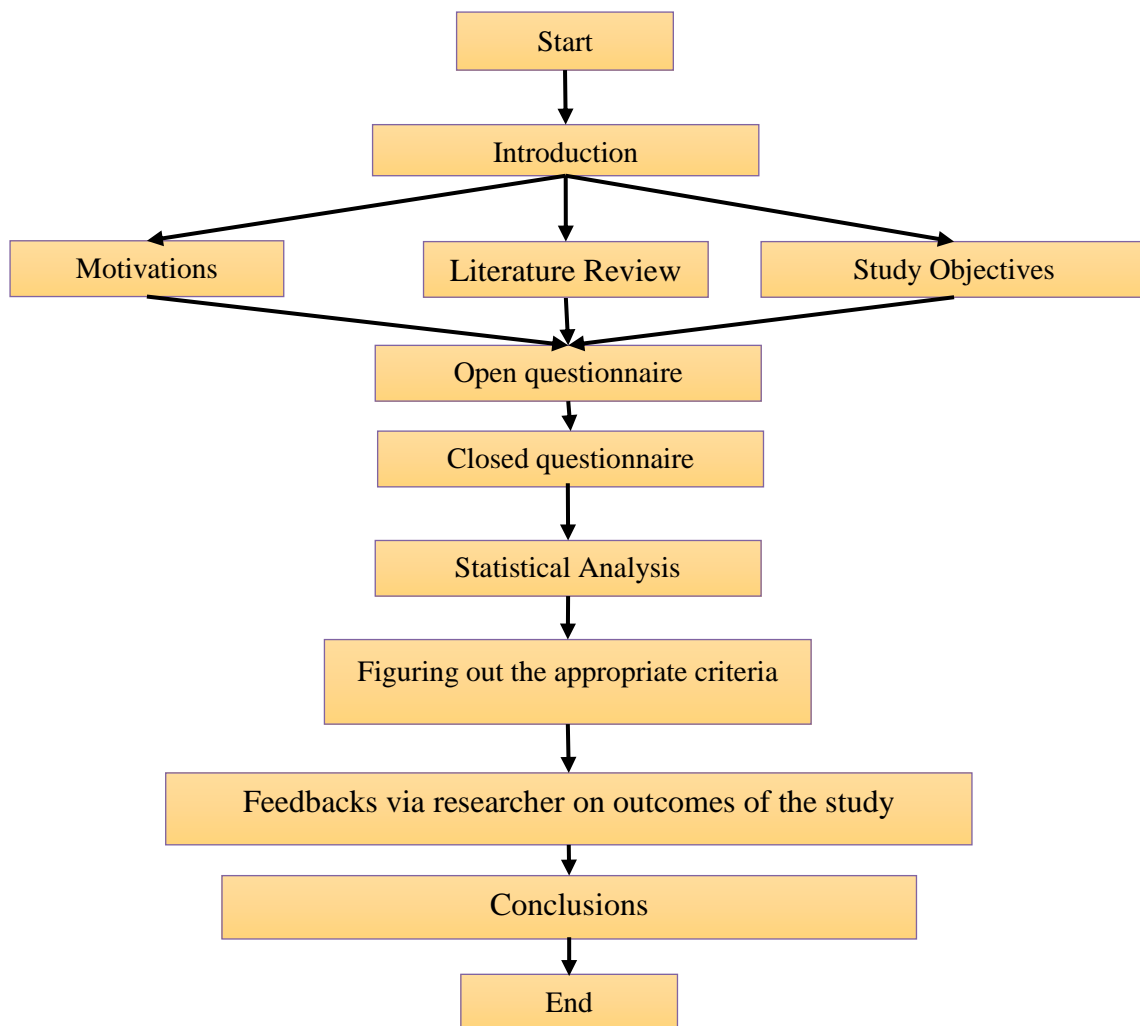 Start
Introduction
Motivations
Literature Review
Study Objectives
Open questionnaire
Closed questionnaire
Statistical Analysis
Figuring out the appropriate criteria
Feedbacks via researcher on outcomes of the study
Conclusions
End